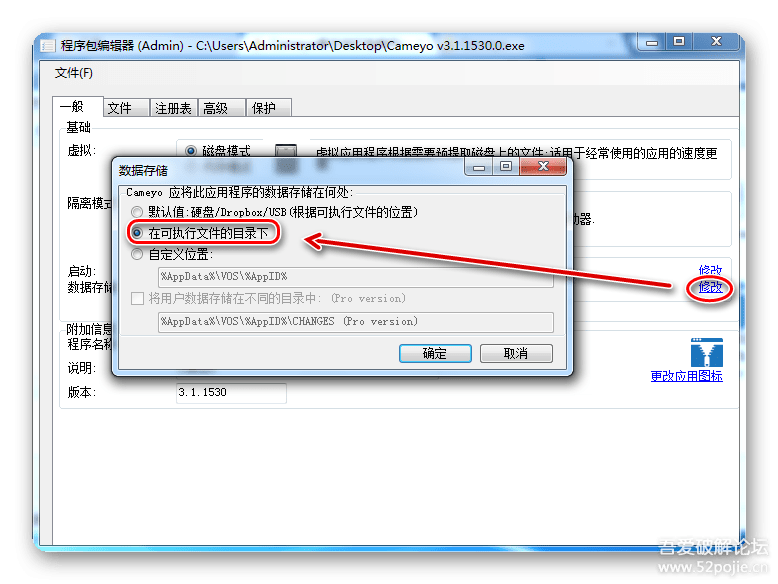 程序包编辑器 (Admin) - C:\Users\Administrator\Desktop\Cameyo v3.1.1530.0.exe
文件(F)
一般 文件 注册表 高级 保护
基础
虚拟: 磁盘模式 虚拟应用程序根据需要预提取磁盘上的文件;适用于经常使用的应用的速度更
数据存储
Cameyo 应将此应用程序的数据存储在何处:
隔离模式
默认值:硬盘/Dropbox/USB(根据可执行文件的位置)
动器.
在可执行文件的目录下
自定义位置:
启动: 修改
%AppData%\VOS\%AppID%
数据存储 修改
将用户数据存储在不同的目录中: (Pro version)
%AppData%\VOS\%AppID%\CHANGES (Pro version)
附加信息
程序名称
确定 取消
说明:
更改应用图标
版本: 3.1.1530
吾爱破解论坛
www.52pojie.cn